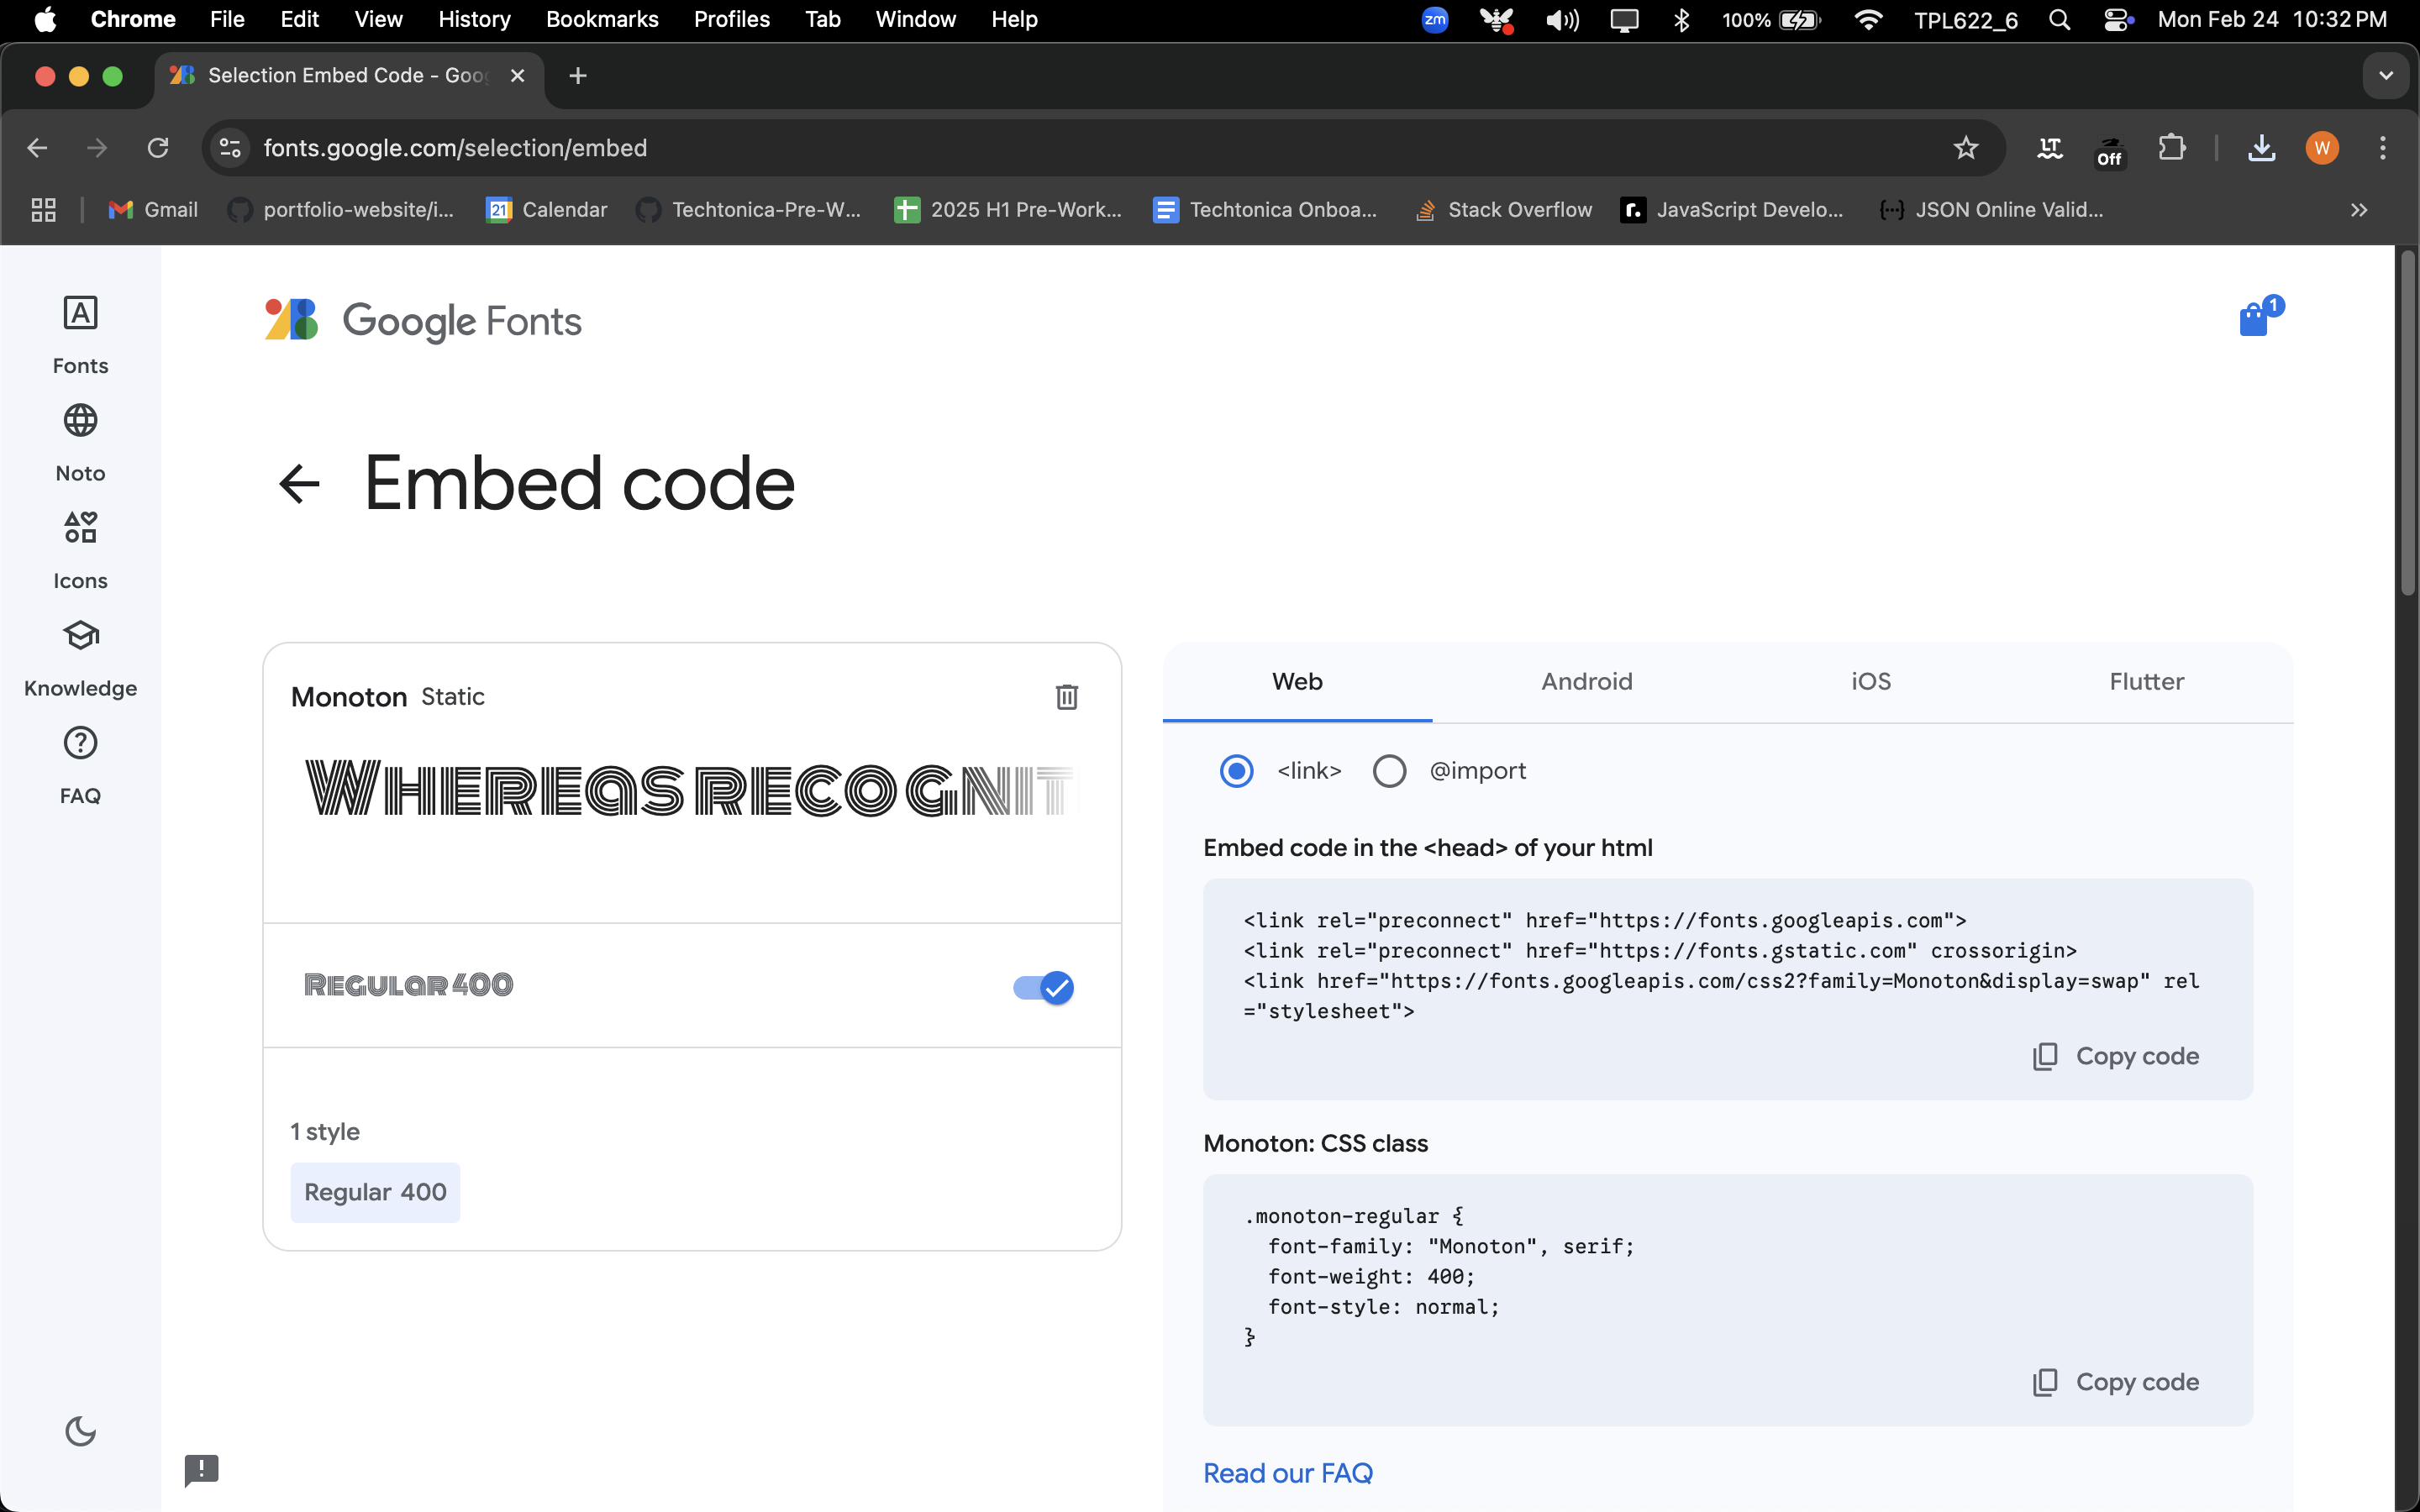 Chrome File Edit View History Bookmarks Profiles Tab Window Help zm 100% TPL622_6 Mon Feb 24 10:32 PM
Selection Embed Code - Goo
fonts.google.com/selection/embed LT Off W
Gmail portfolio-website/i... 21 Calendar Techtonica-Pre-W... 2025 H1 Pre-Work... Techtonica Onboa... Stack Overflow r. JavaScript Develo... JSON Online Valid...
Google Fonts 1
Fonts
Noto
Icons
Knowledge
FAQ
Embed code
Monoton Static
Whereas recognit
Regular 400
1 style
Regular 400
Web Android iOS Flutter
<link> @import
Embed code in the <head> of your html
<link rel="preconnect" href="https://fonts.googleapis.com">
<link rel="preconnect" href="https://fonts.gstatic.com" crossorigin>
<link href="https://fonts.googleapis.com/css2?family=Monoton&display=swap" rel
="stylesheet">
Copy code
Monoton: CSS class
.monoton-regular {
font-family: "Monoton", serif;
font-weight: 400;
font-style: normal;
}
Copy code
Read our FAQ